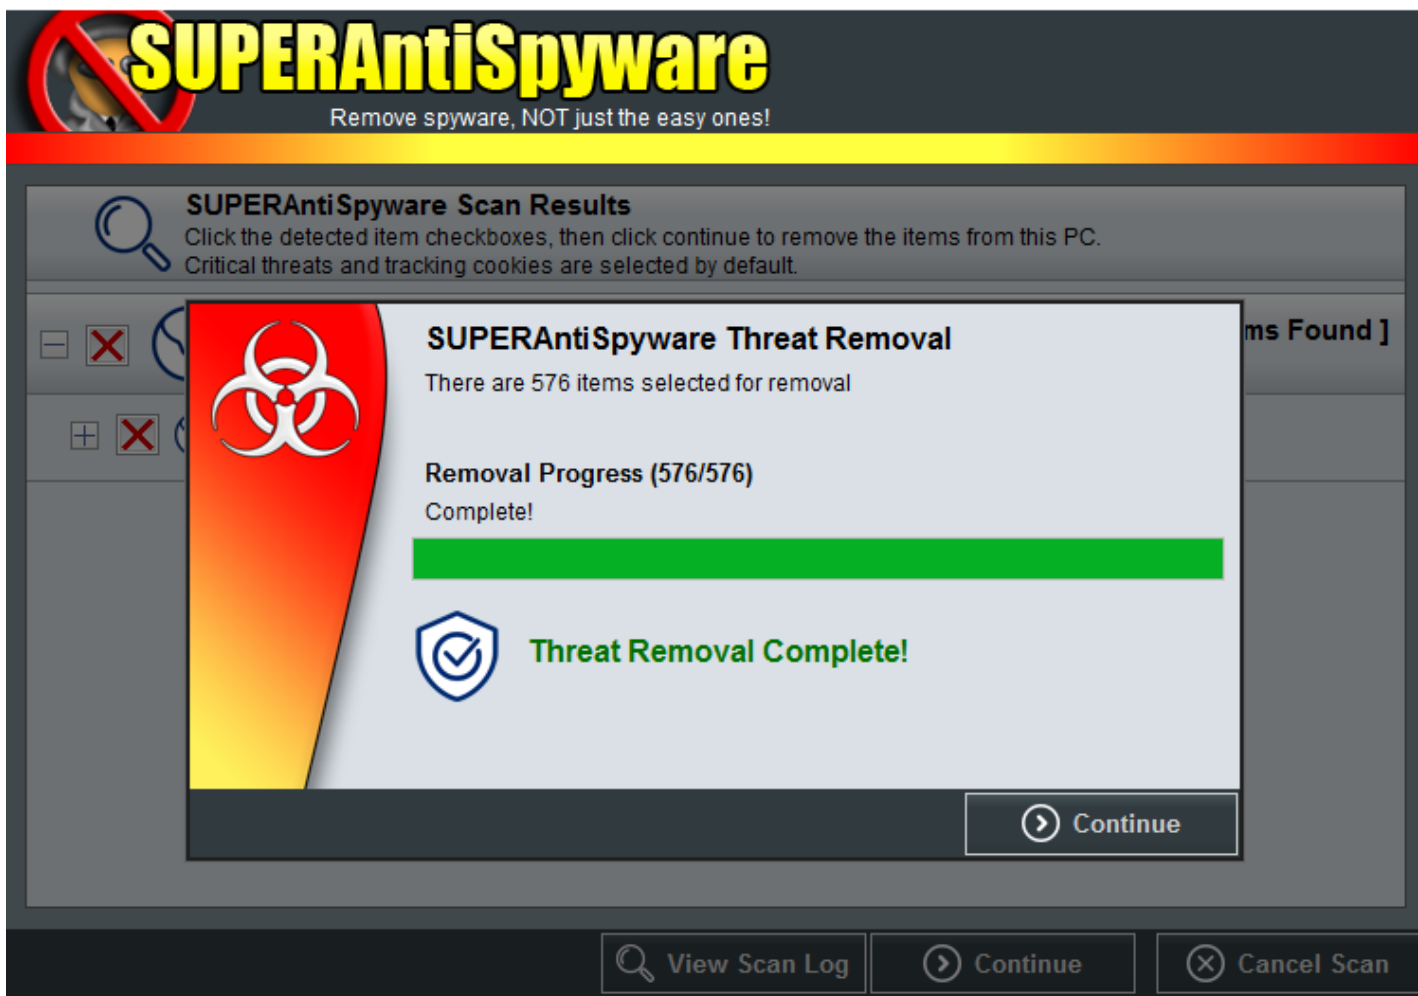 SUPERAntiSpyware
Remove spyware, NOT just the easy ones!
SUPERAntiSpyware Scan Results
Click the detected item checkboxes, then click continue to remove the items from this PC.
Critical threats and tracking cookies are selected by default.
ms Found ]
SUPERAntiSpyware Threat Removal
There are 576 items selected for removal
Removal Progress (576/576)
Complete!
Threat Removal Complete!
Continue
View Scan Log
Continue
Cancel Scan